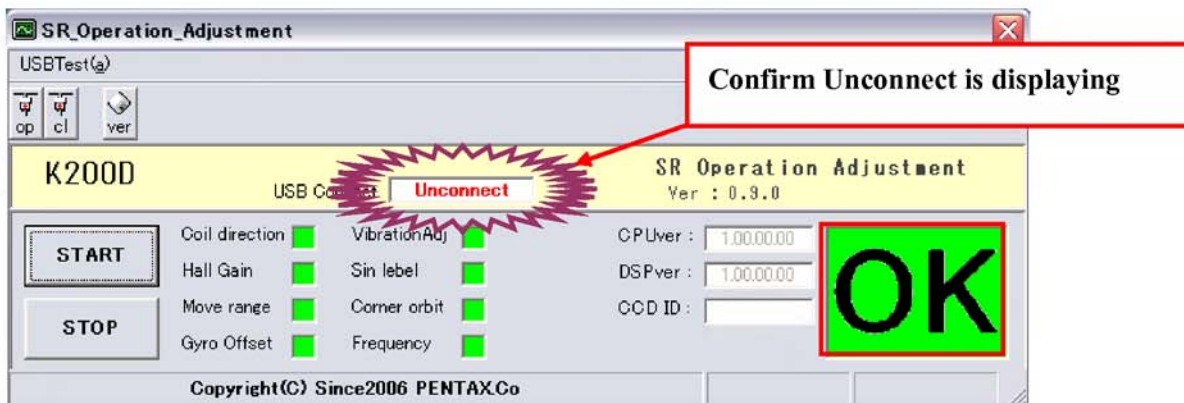 SR_Operation_Adjustment
Confirm Unconnect is displaying
USBTest(a)
op cl ver
K200D
USB Connect Unconnect
SR Operation Adjustment
Ver : 0.9.0
START
STOP
Coil direction
Hall Gain
Move range
Gyro Offset
VibrationAdj
Sin lebel
Corner orbit
Frequency
CPUver : 1.00.00.00
DSPver : 1.00.00.00
CCD ID :
OK
Copyright(C) Since2006 PENTAX.Co